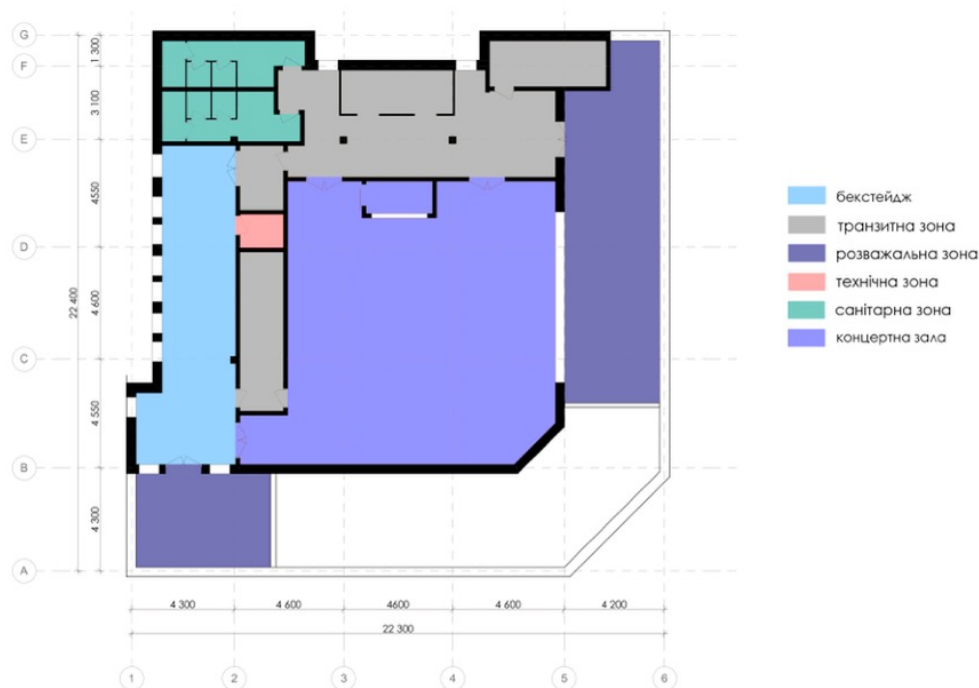 G
F
E
D
C
B
A
1 300
3 100
4550
4 600
4 550
4 300
22 400
бекстейдж
транзитна зона
розважальна зона
технічна зона
санітарна зона
концертна зала
4 300
4 600
4600
4 600
4 200
22 300
1
2
3
4
5
6